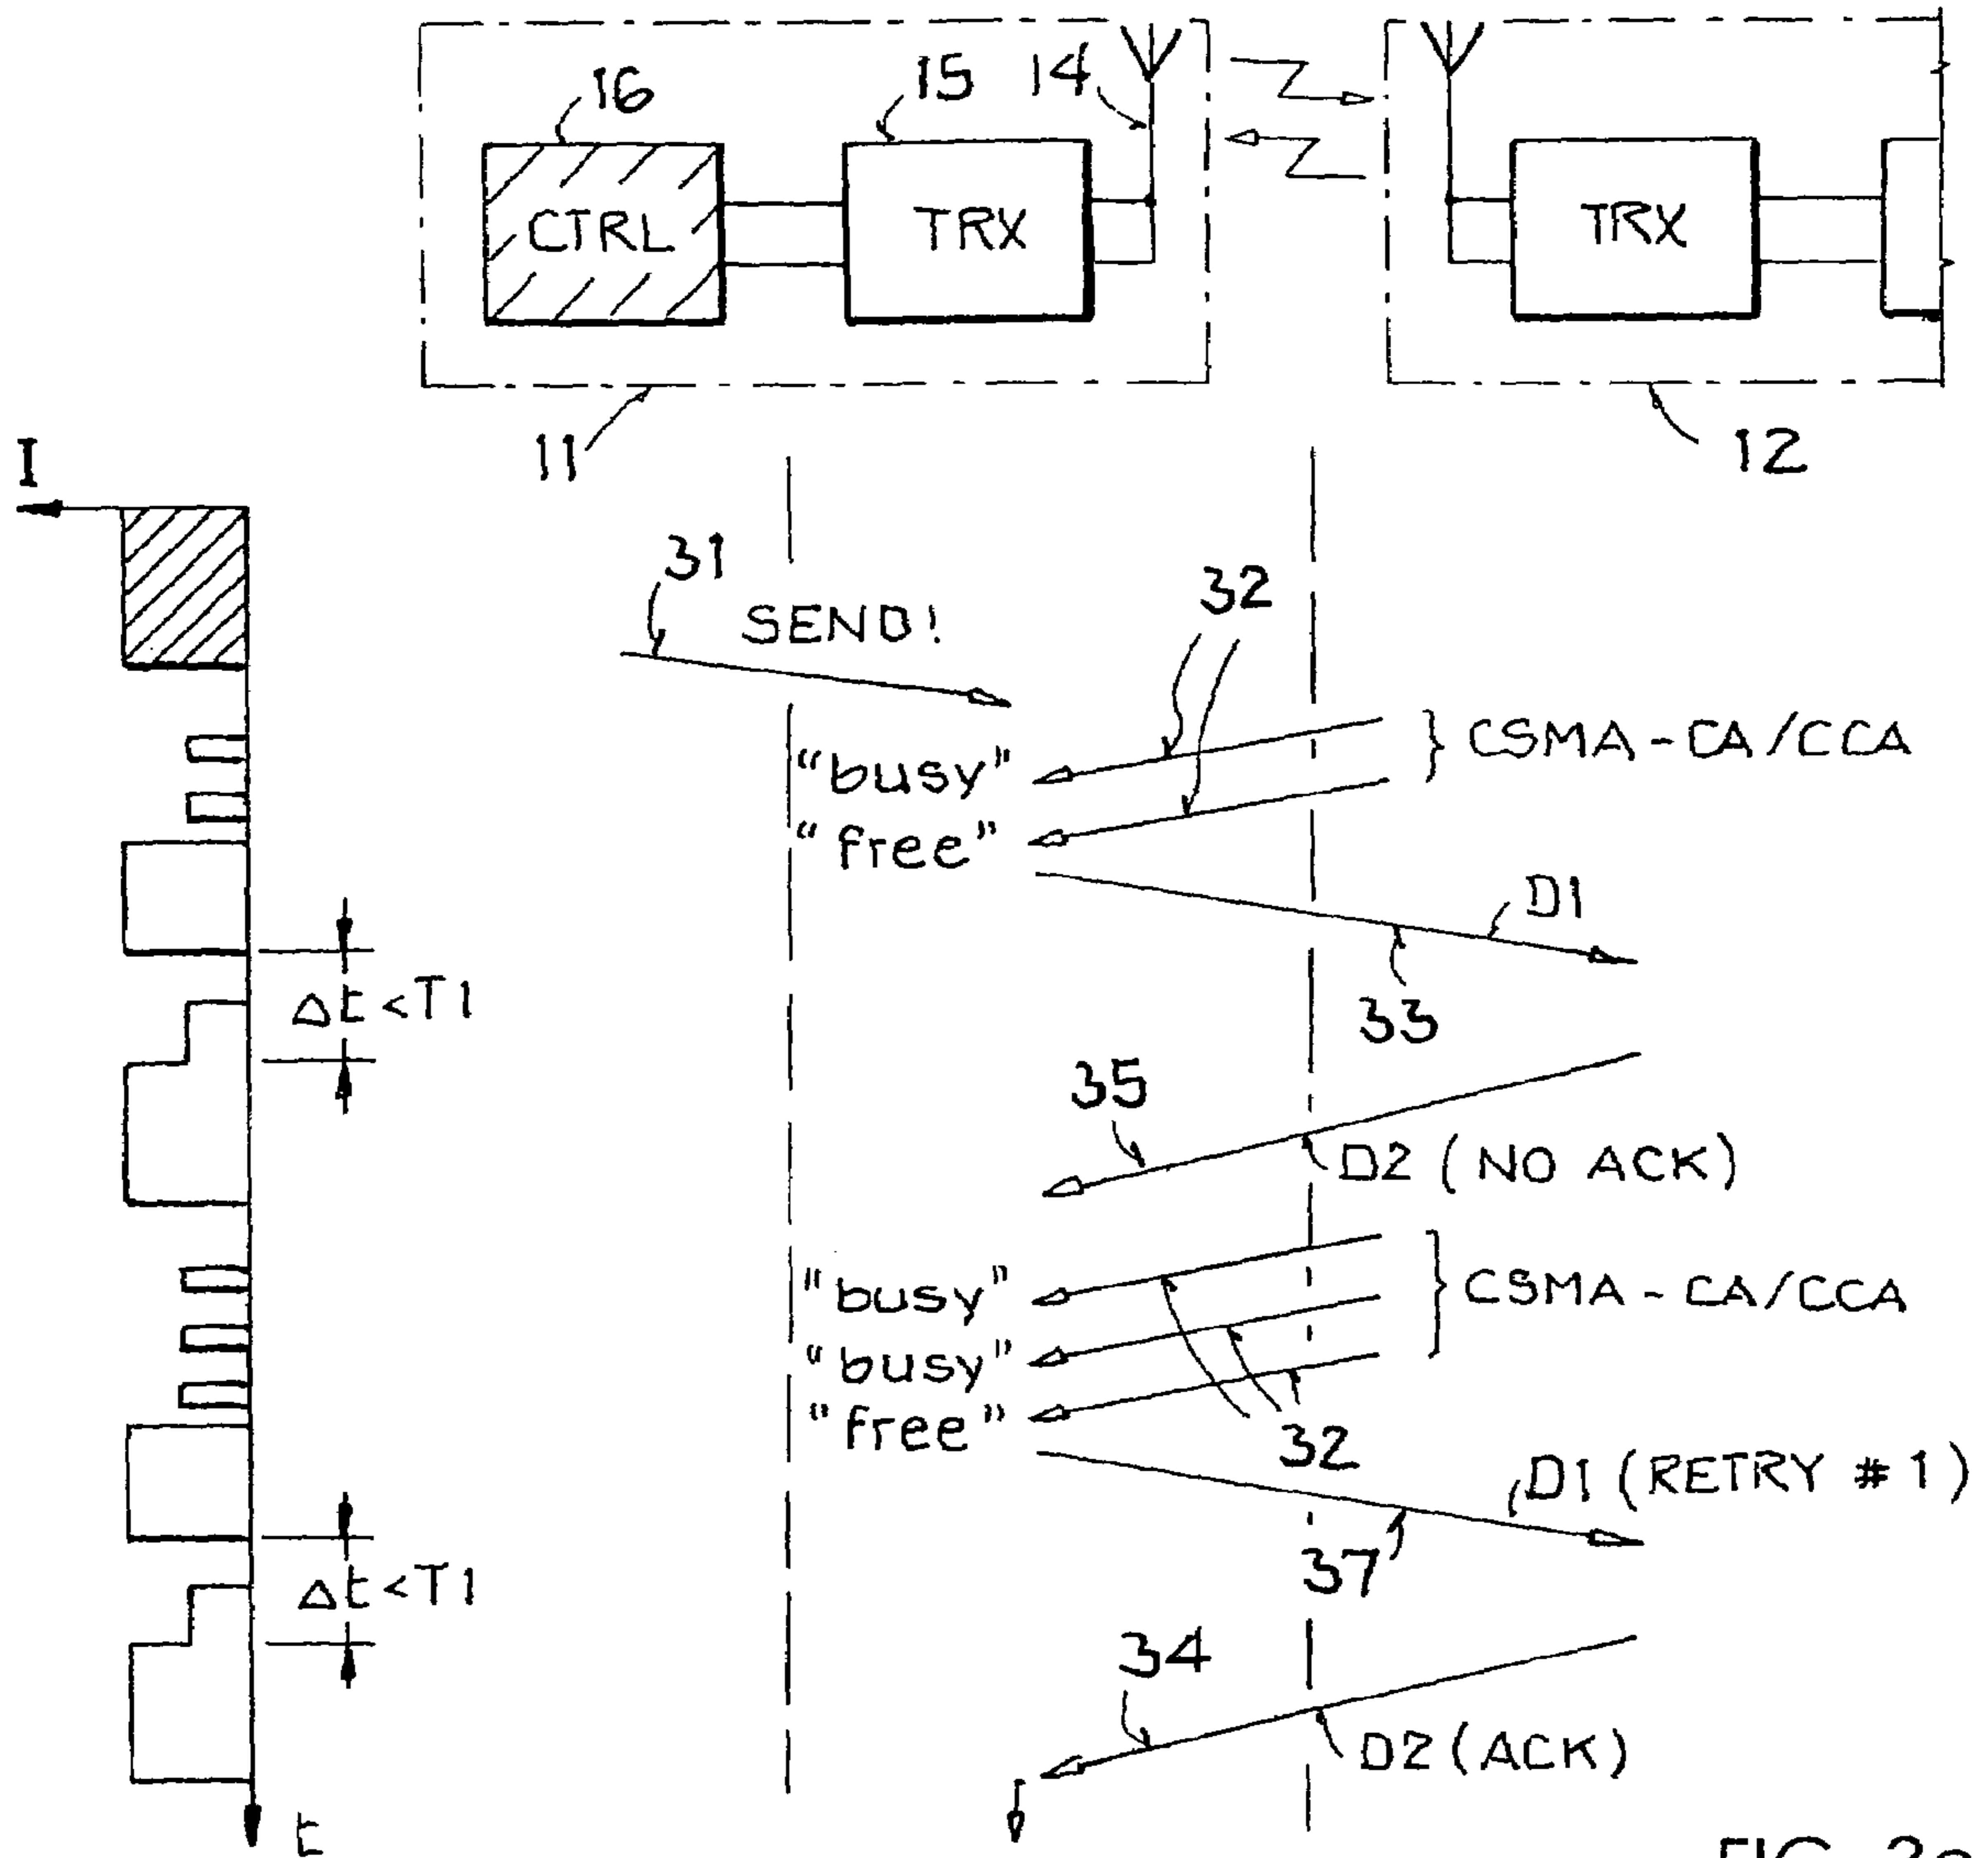 16
15
14
CTRL
TRX
TRX
11
12
I
31
SEND!
32
"busy"
} CSMA-CA/CCA
"free"
D1
Δt<T1
33
35
D2 (NO ACK)
"busy"
} CSMA-CA/CCA
"busy"
"free"
32
D1 (RETRY #1)
37
Δt<T1
34
D2 (ACK)
t